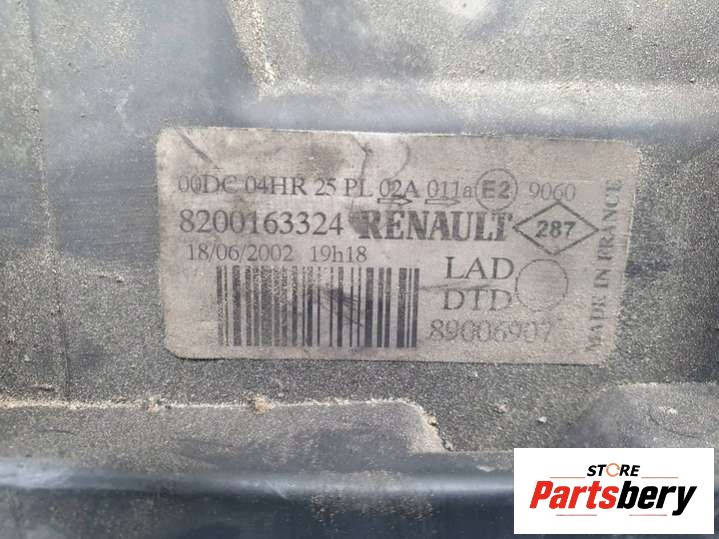 00DC 04HR 25 PL 02A 011a E2 9060
8200163324 RENAULT 287
18/06/2002 19h18
LAD
DTD
89006907
MADE IN FRANCE
STORE
Partsbery